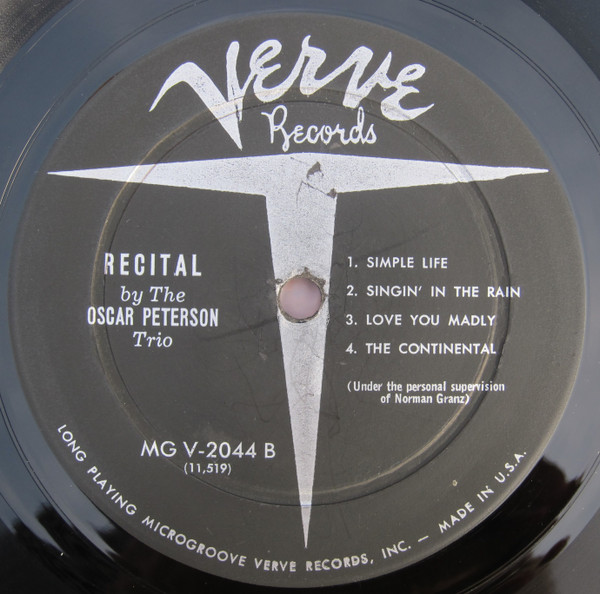 Verve
Records
RECITAL
by The
OSCAR PETERSON
Trio
1. SIMPLE LIFE
2. SINGIN' IN THE RAIN
3. LOVE YOU MADLY
4. THE CONTINENTAL
(Under the personal supervision
of Norman Granz)
MG V-2044 B
(11,519)
LONG PLAYING MICROGROOVE VERVE RECORDS, INC. — MADE IN U.S.A.